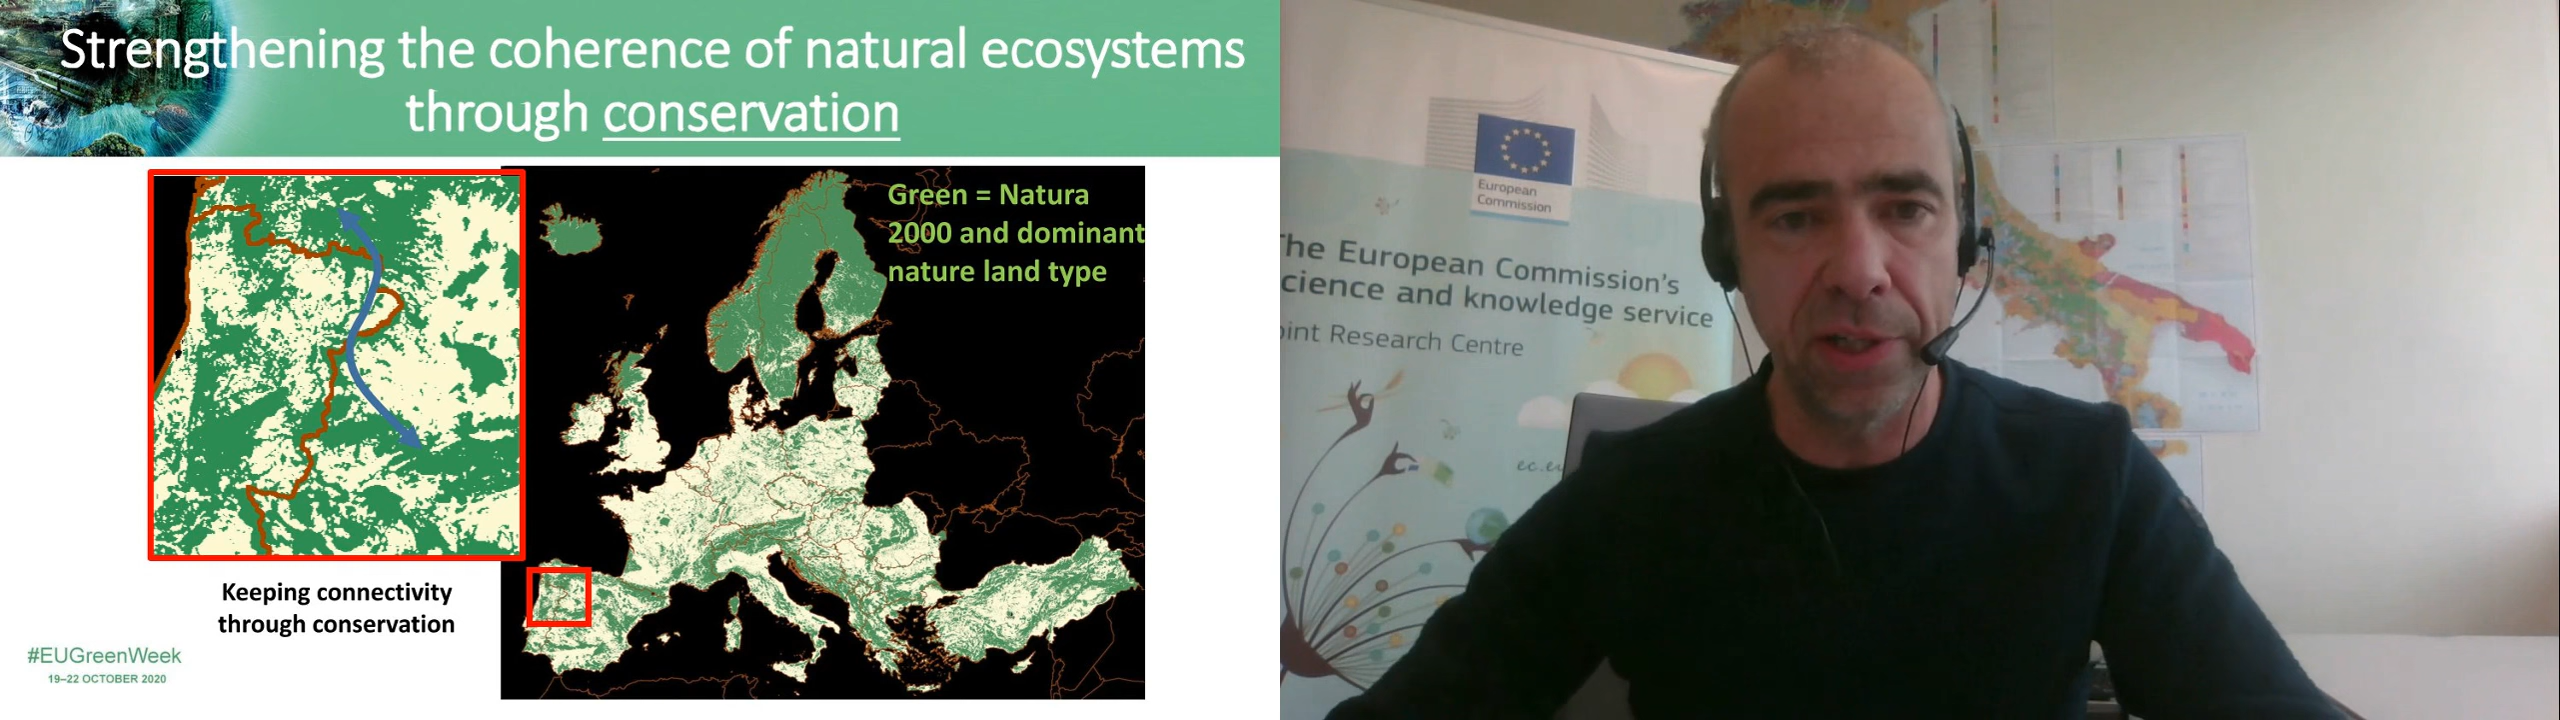 Strengthening the coherence of natural ecosystems
through conservation
Green = Natura
2000 and dominant
nature land type
Keeping connectivity
through conservation
#EUGreenWeek
19–22 OCTOBER 2020
European
Commission
he European Commission's
cience and knowledge service
oint Research Centre